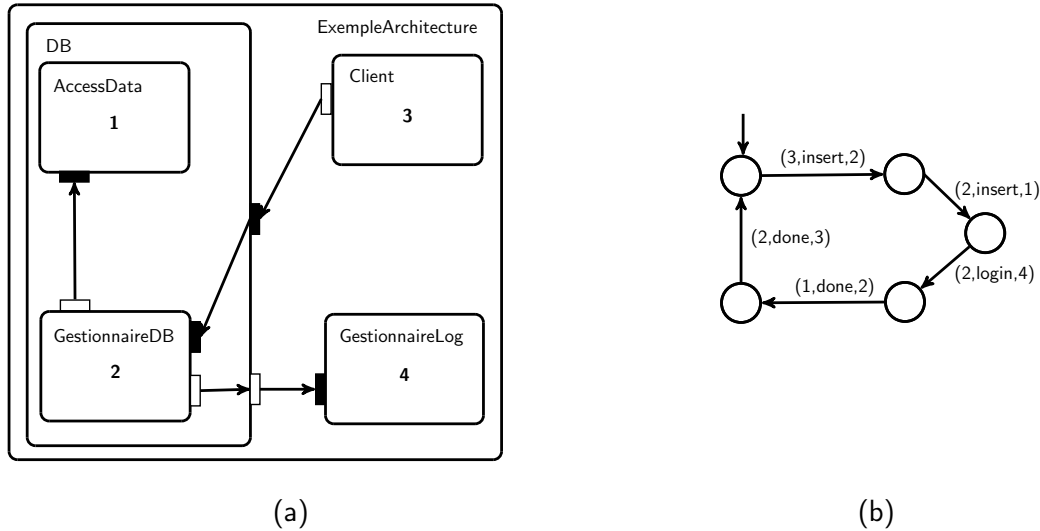 ExempleArchitecture
DB
AccessData
1
Client
3
GestionnaireDB
2
GestionnaireLog
4
(a)
(3,insert,2)
(2,insert,1)
(2,done,3)
(2,login,4)
(1,done,2)
(b)